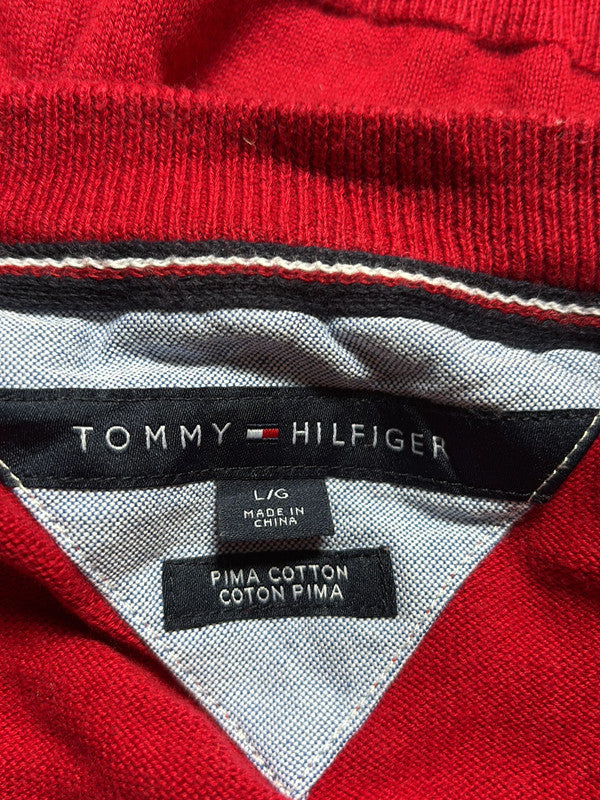 TOMMY HILFIGER
L/G
MADE IN
CHINA
PIMA COTTON
COTON PIMA